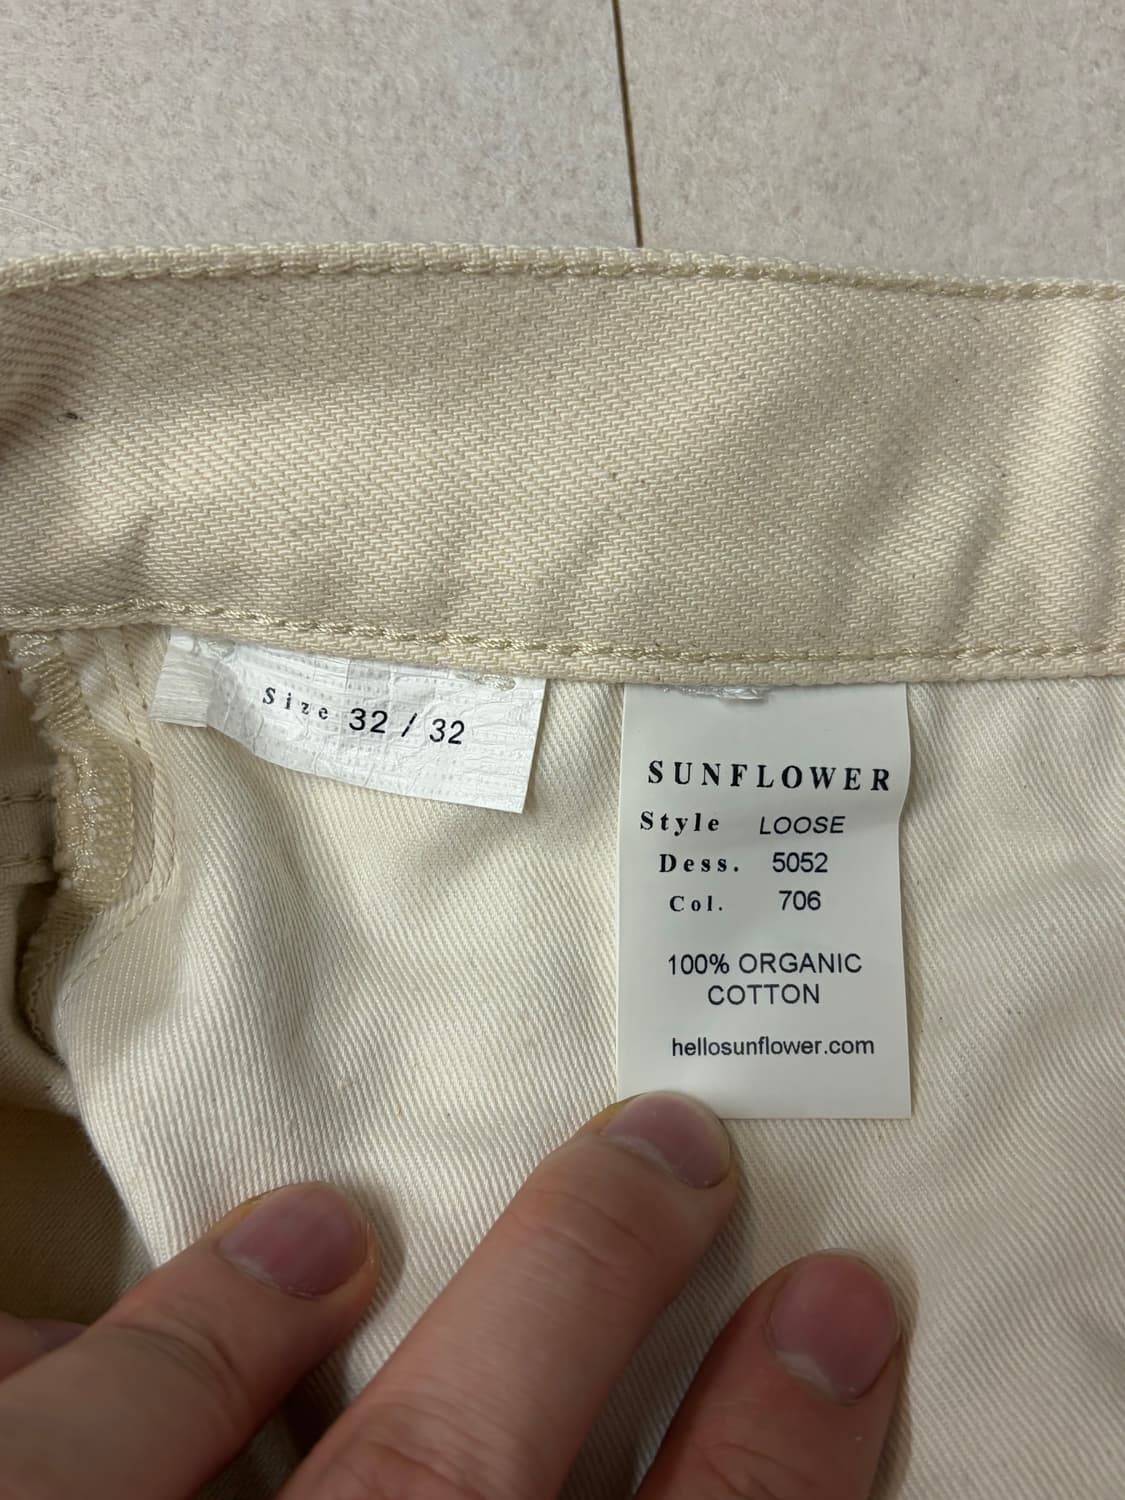 Size 32 / 32
SUNFLOWER
Style LOOSE
Dess. 5052
Col. 706
100% ORGANIC
COTTON
hellosunflower.com